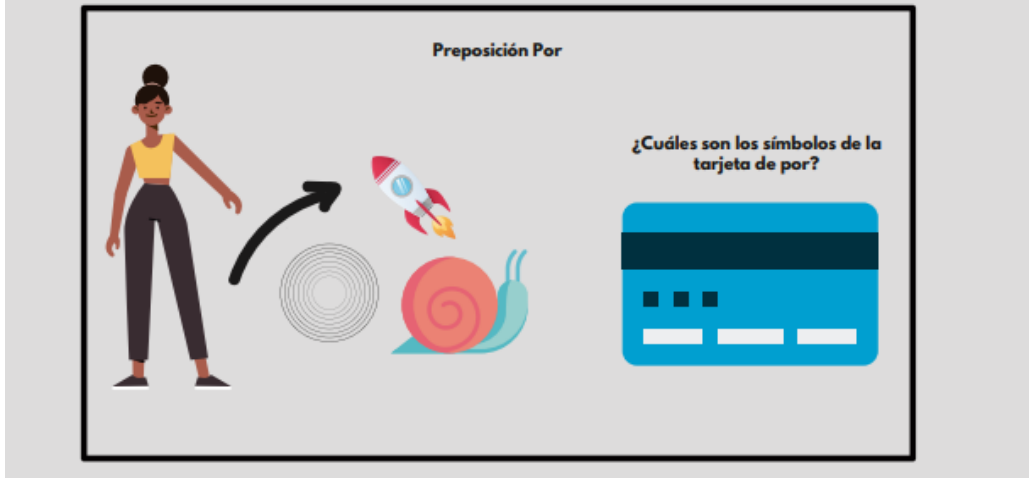 Preposición Por
¿Cuáles son los símbolos de la
tarjeta de por?